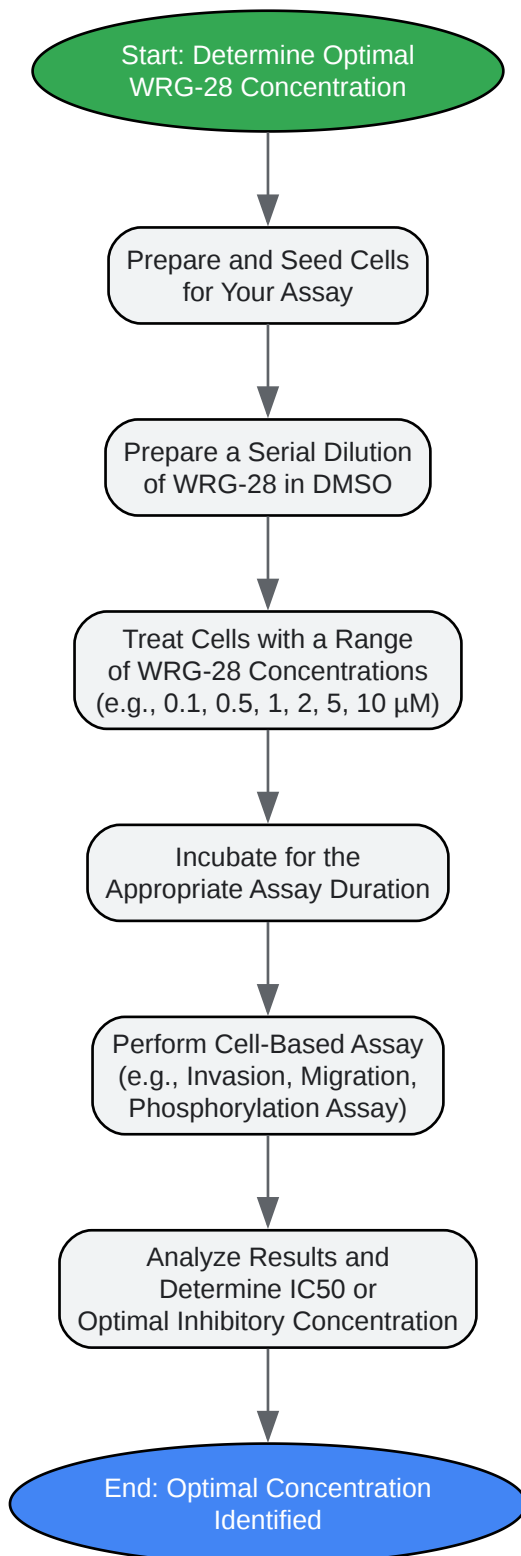 Start: Determine Optimal
WRG-28 Concentration
Prepare and Seed Cells
for Your Assay
Prepare a Serial Dilution
of WRG-28 in DMSO
Treat Cells with a Range
of WRG-28 Concentrations
(e.g., 0.1, 0.5, 1, 2, 5, 10 µM)
Incubate for the
Appropriate Assay Duration
Perform Cell-Based Assay
(e.g., Invasion, Migration,
Phosphorylation Assay)
Analyze Results and
Determine IC50 or
Optimal Inhibitory Concentration
End: Optimal Concentration
Identified